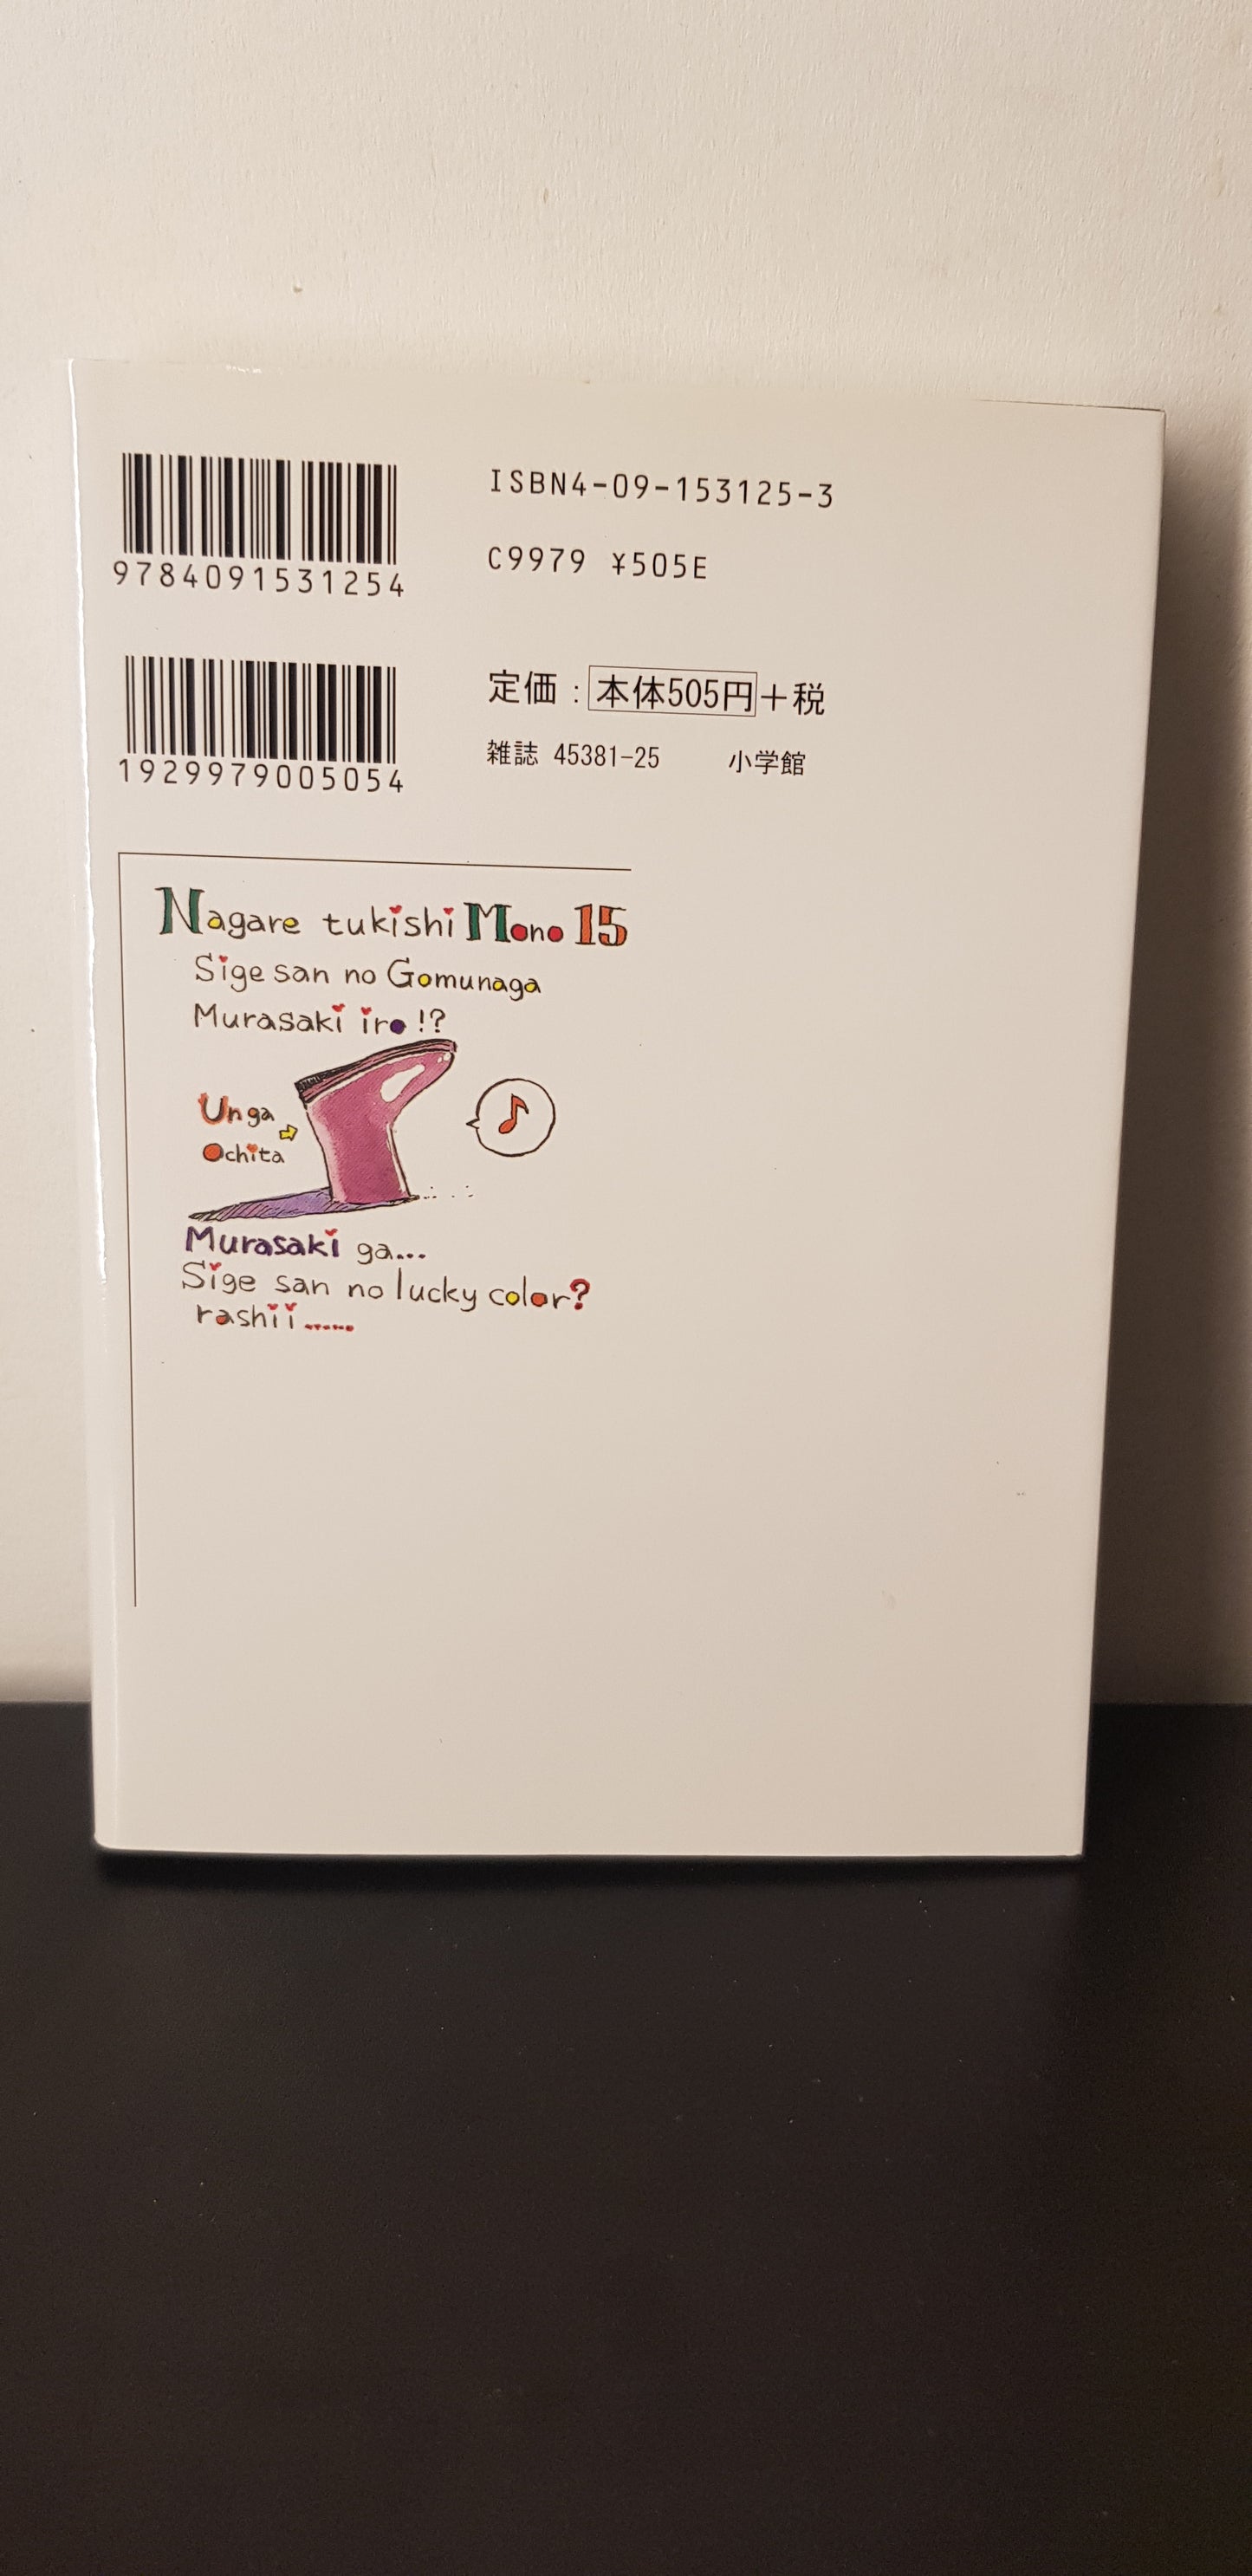 9784091531254
ISBN4-09-153125-3
C9979 ¥505E
1929979005054
定価：本体505円＋税
雑誌 45381-25 小学館
Nagare tukishi Mono 15
Sige san no Gomunaga
Murasaki iro!?
Un ga
Ochita
Murasaki ga...
Sige san no lucky color?
rashii......